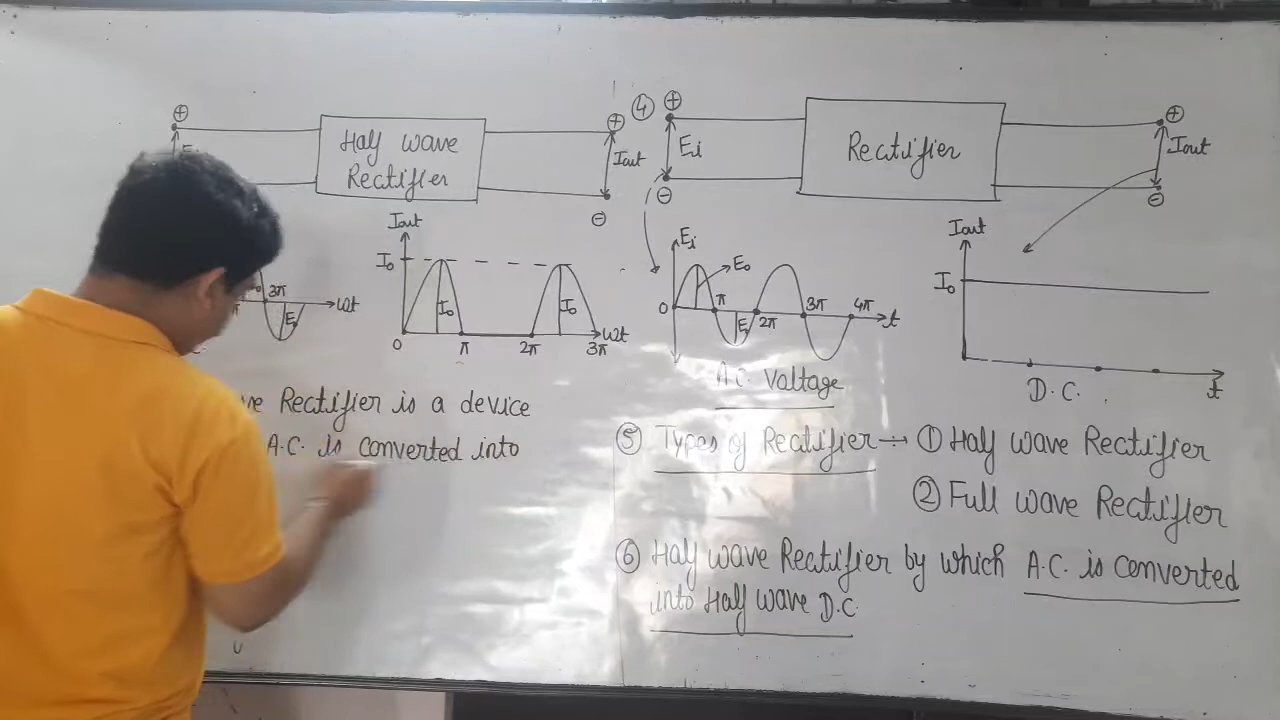 ⊕
Half wave
Rectifier
⊕
Iout
⊖
Iout
I₀
I₀
I₀
0
π
2π
3π
ωt
3π
E₀
ωt
Rectifier is a device
A.C. is converted into
④
⊕
Ei
⊖
Rectifier
⊕
Iout
⊖
Ei
E₀
0
π
E₀
2π
3π
4π
t
A.C. Voltage
Iout
I₀
t
D.C.
⑤ Types of Rectifier → ① Half wave Rectifier
② Full wave Rectifier
⑥ Half wave Rectifier by which A.C. is converted
into Half wave D.C.